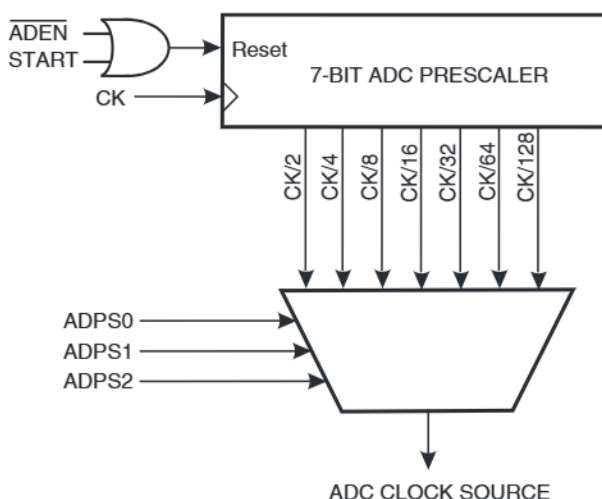 ADEN
START
Reset
7-BIT ADC PRESCALER
CK
CK/2
CK/4
CK/8
CK/16
CK/32
CK/64
CK/128
ADPS0
ADPS1
ADPS2
ADC CLOCK SOURCE